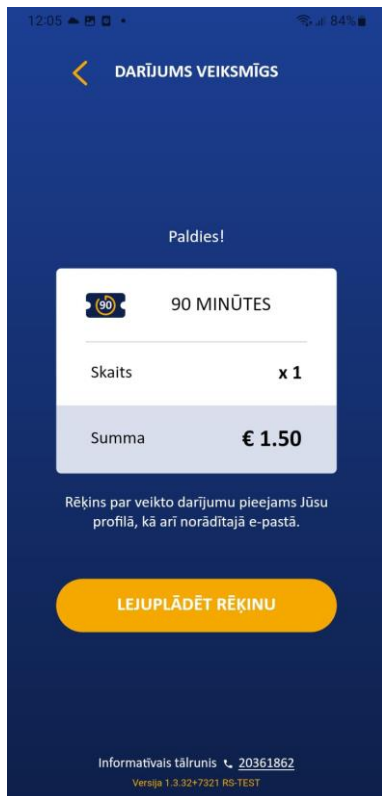 12:05 84%
DARĪJUMS VEIKSMĪGS
Paldies!
90 90 MINŪTES
Skaits x 1
Summa € 1.50
Rēķins par veikto darījumu pieejams Jūsu
profilā, kā arī norādītajā e-pastā.
LEJUPLĀDĒT RĒĶINU
Informatīvais tālrunis 20361862
Versija 1.3.32+7321 RS-TEST